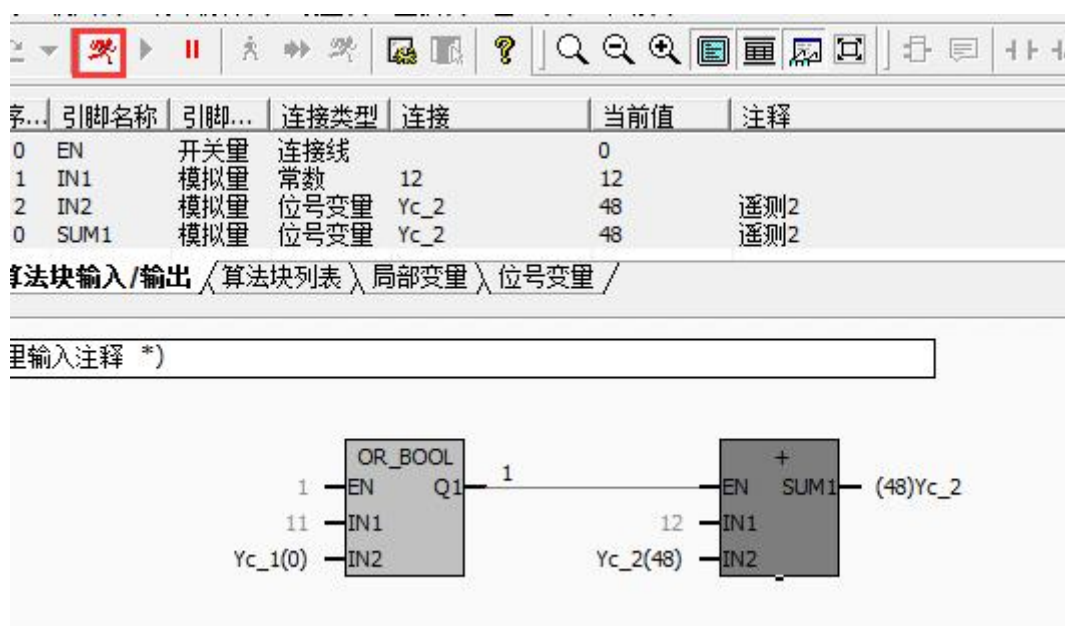 序... 引脚名称 引脚... 连接类型 连接 当前值 注释
0 EN 开关量 连接线 0
1 IN1 模拟量 常数 12 12
2 IN2 模拟量 位号变量 Yc_2 48 遥测2
0 SUM1 模拟量 位号变量 Yc_2 48 遥测2
算法块输入/输出 算法块列表 局部变量 位号变量
里输入注释 *)
OR_BOOL +
1 EN Q1 1 EN SUM1 (48)Yc_2
11 IN1 12 IN1
Yc_1(0) IN2 Yc_2(48) IN2